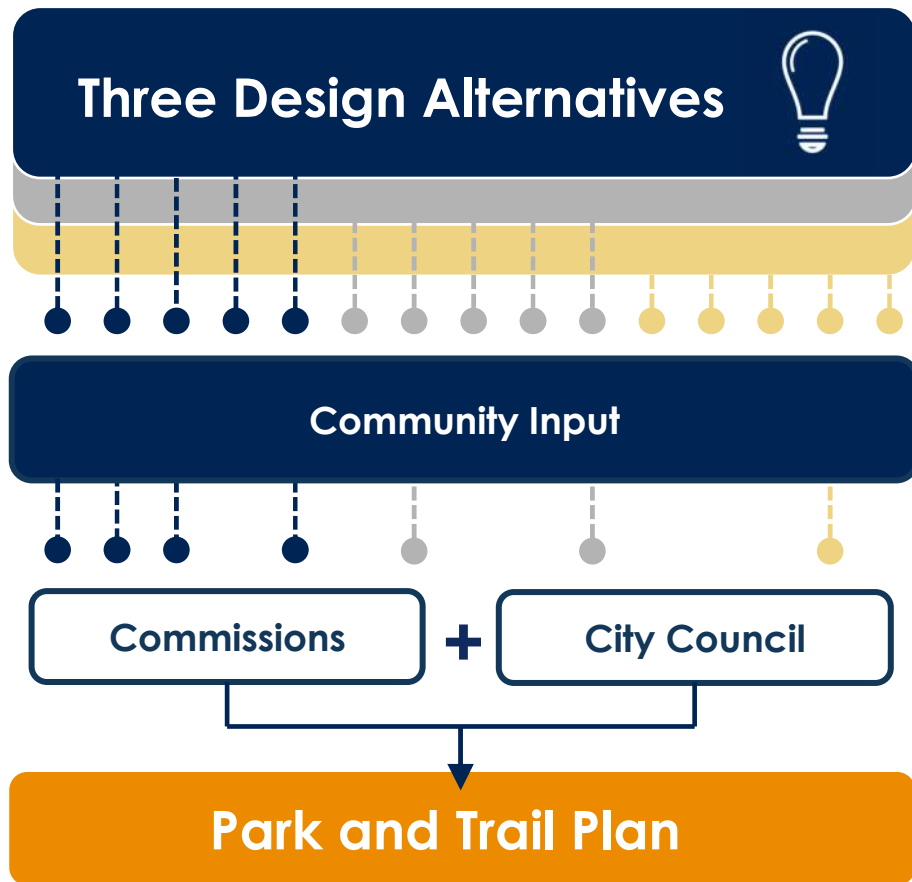 Three Design Alternatives
Community Input
Commissions
+
City Council
Park and Trail Plan